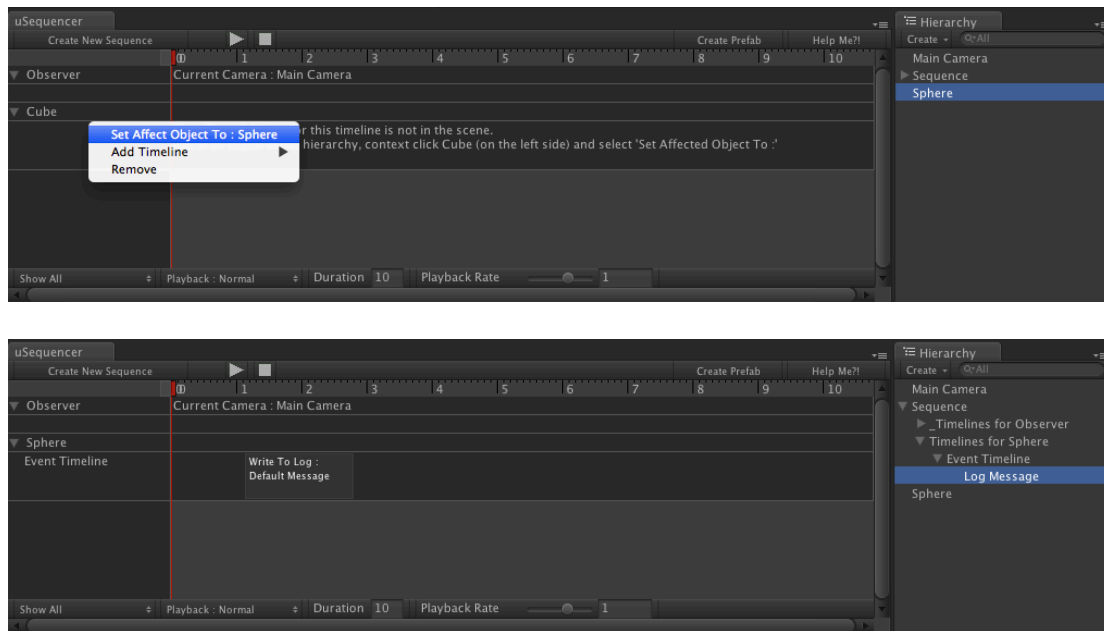 uSequencer
Hierarchy
Create New Sequence
Create Prefab
Help Me?!
Create
All
0 1 2 3 4 5 6 7 8 9 10
Main Camera
Observer
Current Camera : Main Camera
Sequence
Sphere
Cube
Set Affect Object To : Sphere
r this timeline is not in the scene.
Add Timeline
hierarchy, context click Cube (on the left side) and select 'Set Affected Object To :'
Remove
Show All
Playback : Normal
Duration 10
Playback Rate
1
uSequencer
Hierarchy
Create New Sequence
Create Prefab
Help Me?!
Create
All
0 1 2 3 4 5 6 7 8 9 10
Main Camera
Observer
Current Camera : Main Camera
Sequence
_Timelines for Observer
Sphere
Timelines for Sphere
Event Timeline
Write To Log :
Default Message
Event Timeline
Log Message
Sphere
Show All
Playback : Normal
Duration 10
Playback Rate
1